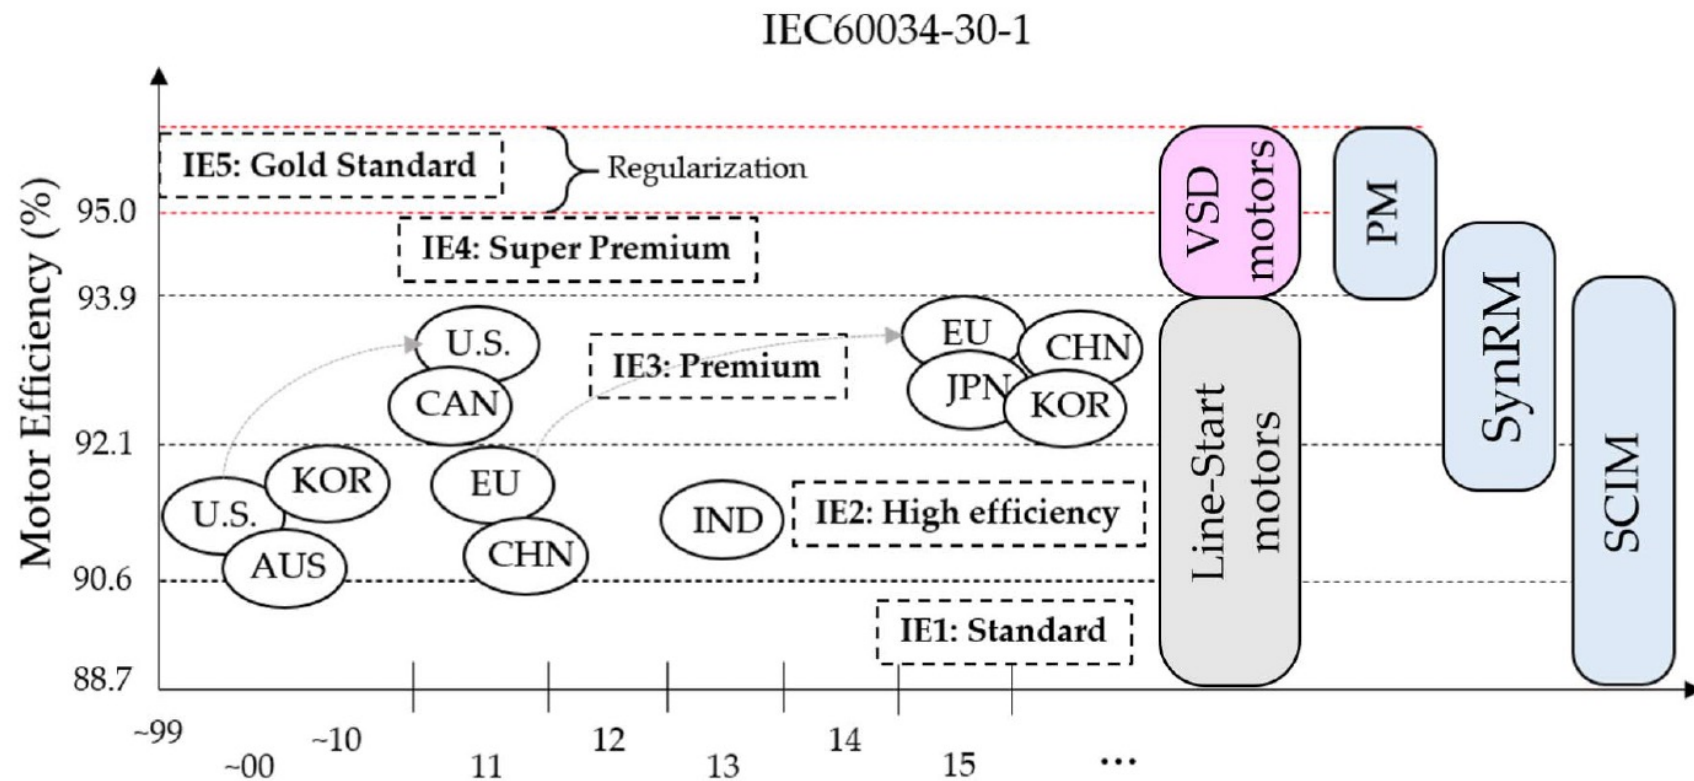 IEC60034-30-1
Motor Efficiency (%)
IE5: Gold Standard
Regularization
95.0
IE4: Super Premium
93.9
U.S.
CAN
IE3: Premium
EU
CHN
JPN
KOR
92.1
U.S.
KOR
AUS
EU
CHN
IND
IE2: High efficiency
90.6
IE1: Standard
88.7
VSD
motors
Line-Start
motors
PM
SynRM
SCIM
~99
~00
~10
11
12
13
14
15
...